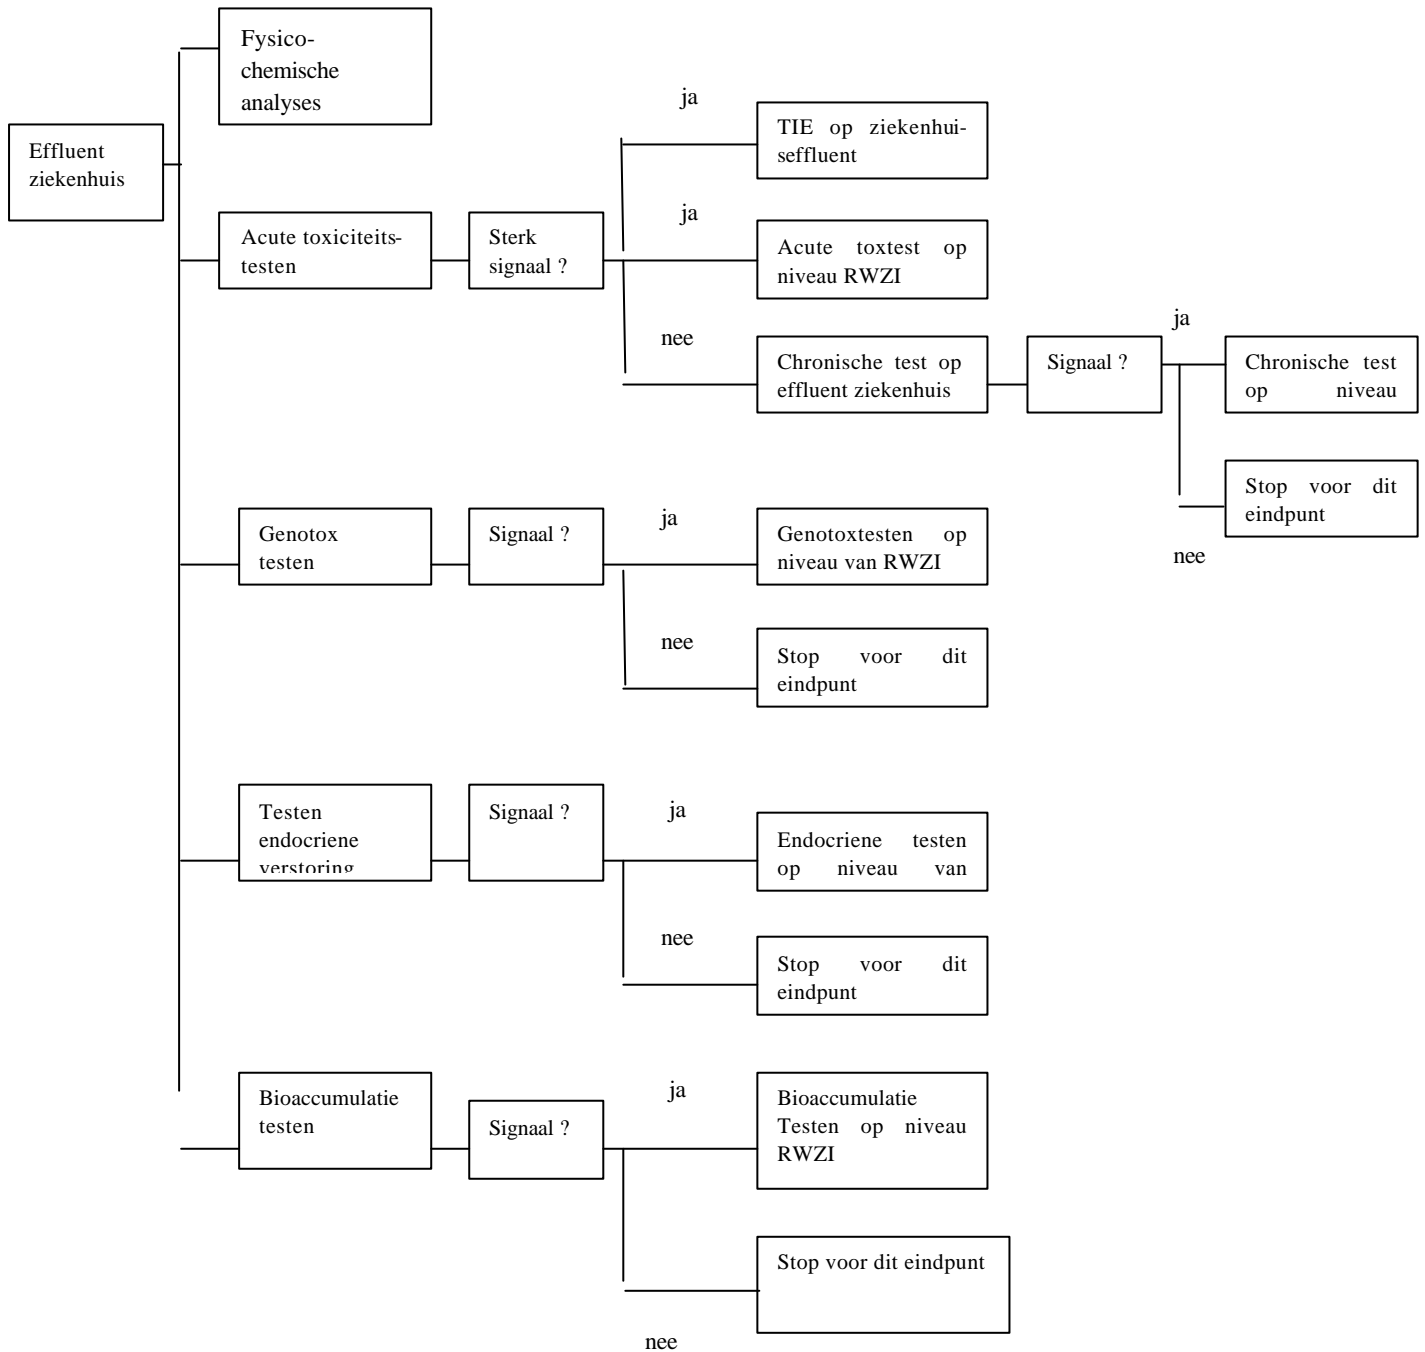 Effluent
ziekenhuis
Fysico-
chemische
analyses
Acute toxiciteits-
testen
Sterk
signaal ?
ja
TIE op ziekenhui-
seffluent
ja
Acute toxtest op
niveau RWZI
nee
Chronische test op
effluent ziekenhuis
Signaal ?
ja
Chronische test
op niveau
Stop voor dit
eindpunt
nee
Genotox
testen
Signaal ?
ja
Genotoxtesten op
niveau van RWZI
nee
Stop voor dit
eindpunt
Testen
endocriene
verstoring
Signaal ?
ja
Endocriene testen
op niveau van
nee
Stop voor dit
eindpunt
Bioaccumulatie
testen
Signaal ?
ja
Bioaccumulatie
Testen op niveau
RWZI
Stop voor dit eindpunt
nee